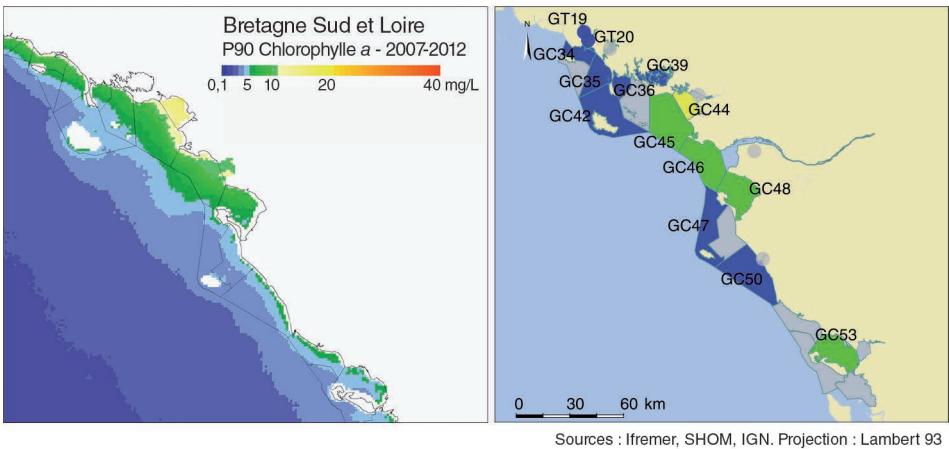 Bretagne Sud et Loire
P90 Chlorophylle a - 2007-2012
0,1 5 10 20 40 mg/L
N
GT19
GT20
GC34
GC39
GC35
GC36
GC42
GC44
GC45
GC46
GC48
GC47
GC50
GC53
0 30 60 km
Sources : Ifremer, SHOM, IGN. Projection : Lambert 93